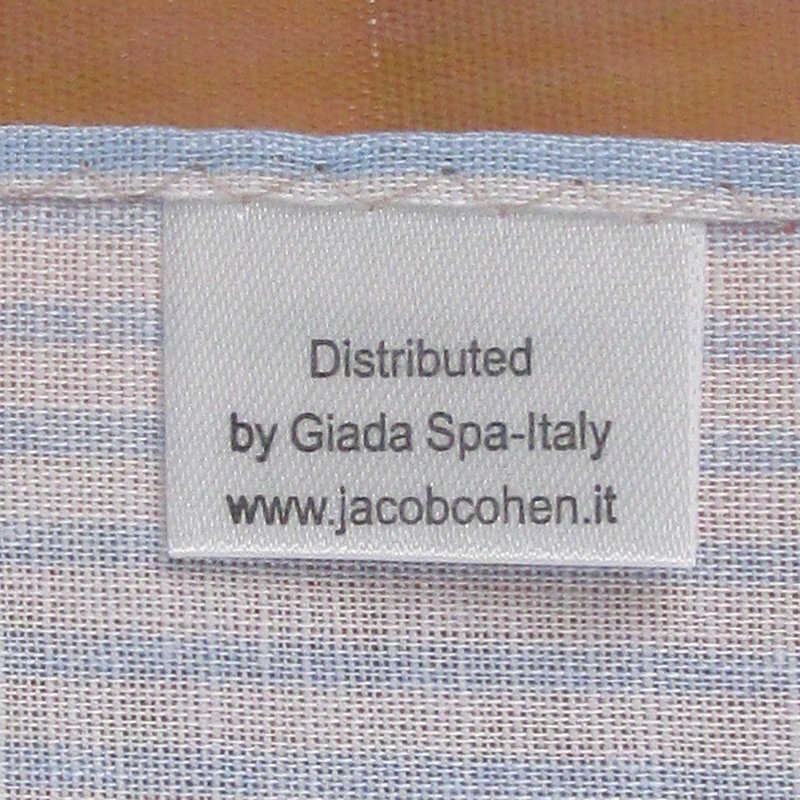 Distributed
by Giada Spa-Italy
www.jacobcohen.it